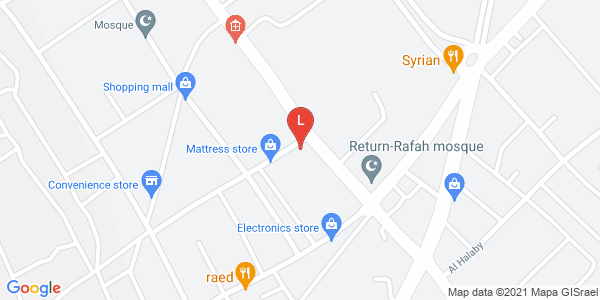 Mosque
Syrian
Shopping mall
L
Mattress store
Return-Rafah mosque
Convenience store
Electronics store
Al Halaby
raed
Google
Map data ©2021 Mapa GISrael